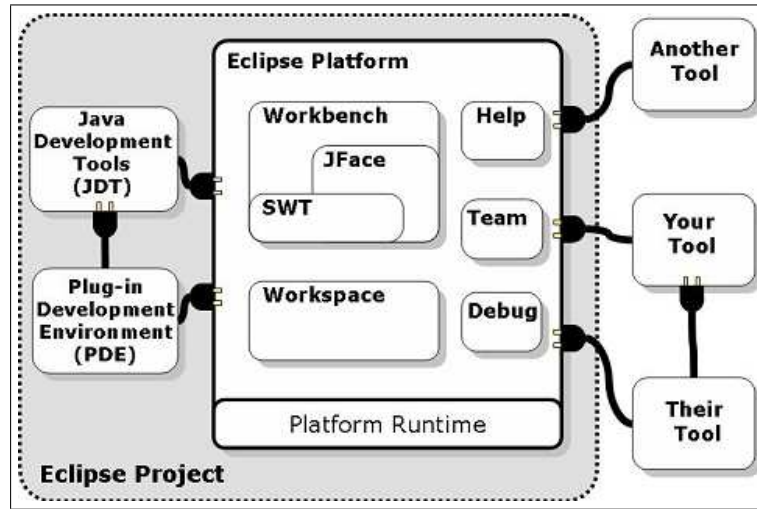 Eclipse Platform
Another
Tool
Java
Development
Tools
(JDT)
Workbench
JFace
SWT
Help
Team
Your
Tool
Plug-in
Development
Environment
(PDE)
Workspace
Debug
Their
Tool
Platform Runtime
Eclipse Project